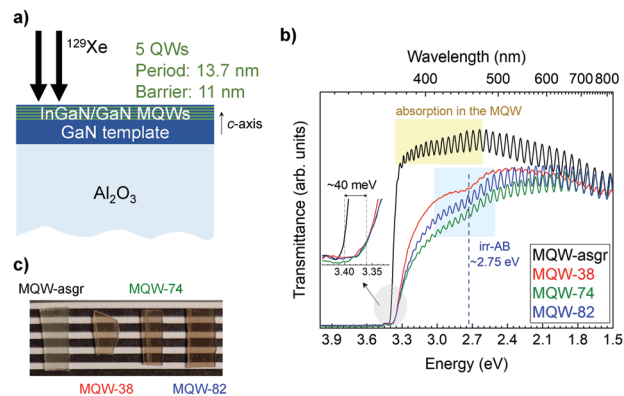 a)
129Xe
5 QWs
Period: 13.7 nm
Barrier: 11 nm
InGaN/GaN MQWs
GaN template
c-axis
Al2O3
b)
Wavelength (nm)
400 500 600 700 800
absorption in the MQW
~40 meV
3.40 3.35
irr-AB
~2.75 eV
MQW-asgr
MQW-38
MQW-74
MQW-82
Transmittance (arb. units)
3.9 3.6 3.3 3.0 2.7 2.4 2.1 1.8 1.5
Energy (eV)
c)
MQW-74
MQW-asgr
MQW-38
MQW-82